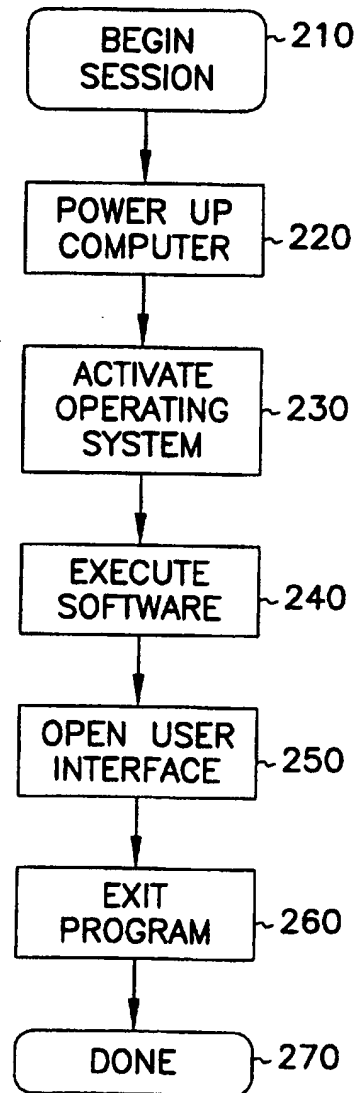 BEGIN
SESSION
210
POWER UP
COMPUTER
220
ACTIVATE
OPERATING
SYSTEM
230
EXECUTE
SOFTWARE
240
OPEN USER
INTERFACE
250
EXIT
PROGRAM
260
DONE
270